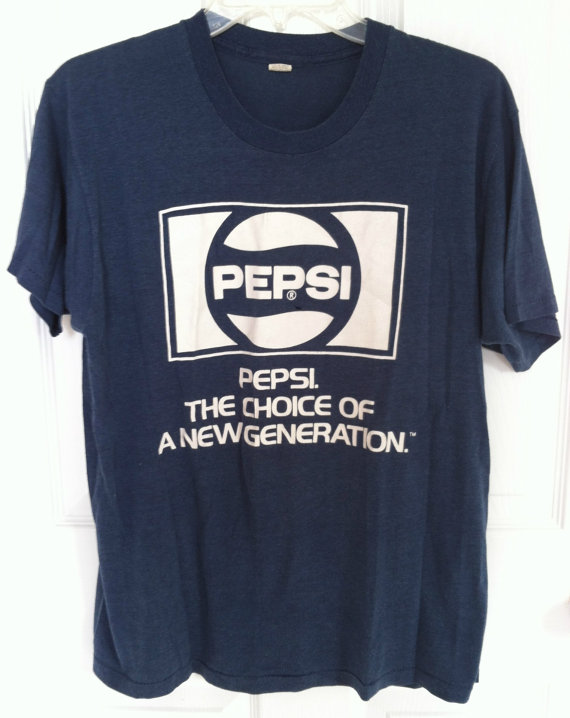 PEPSI®
PEPSI.
THE CHOICE OF
A NEW GENERATION.™